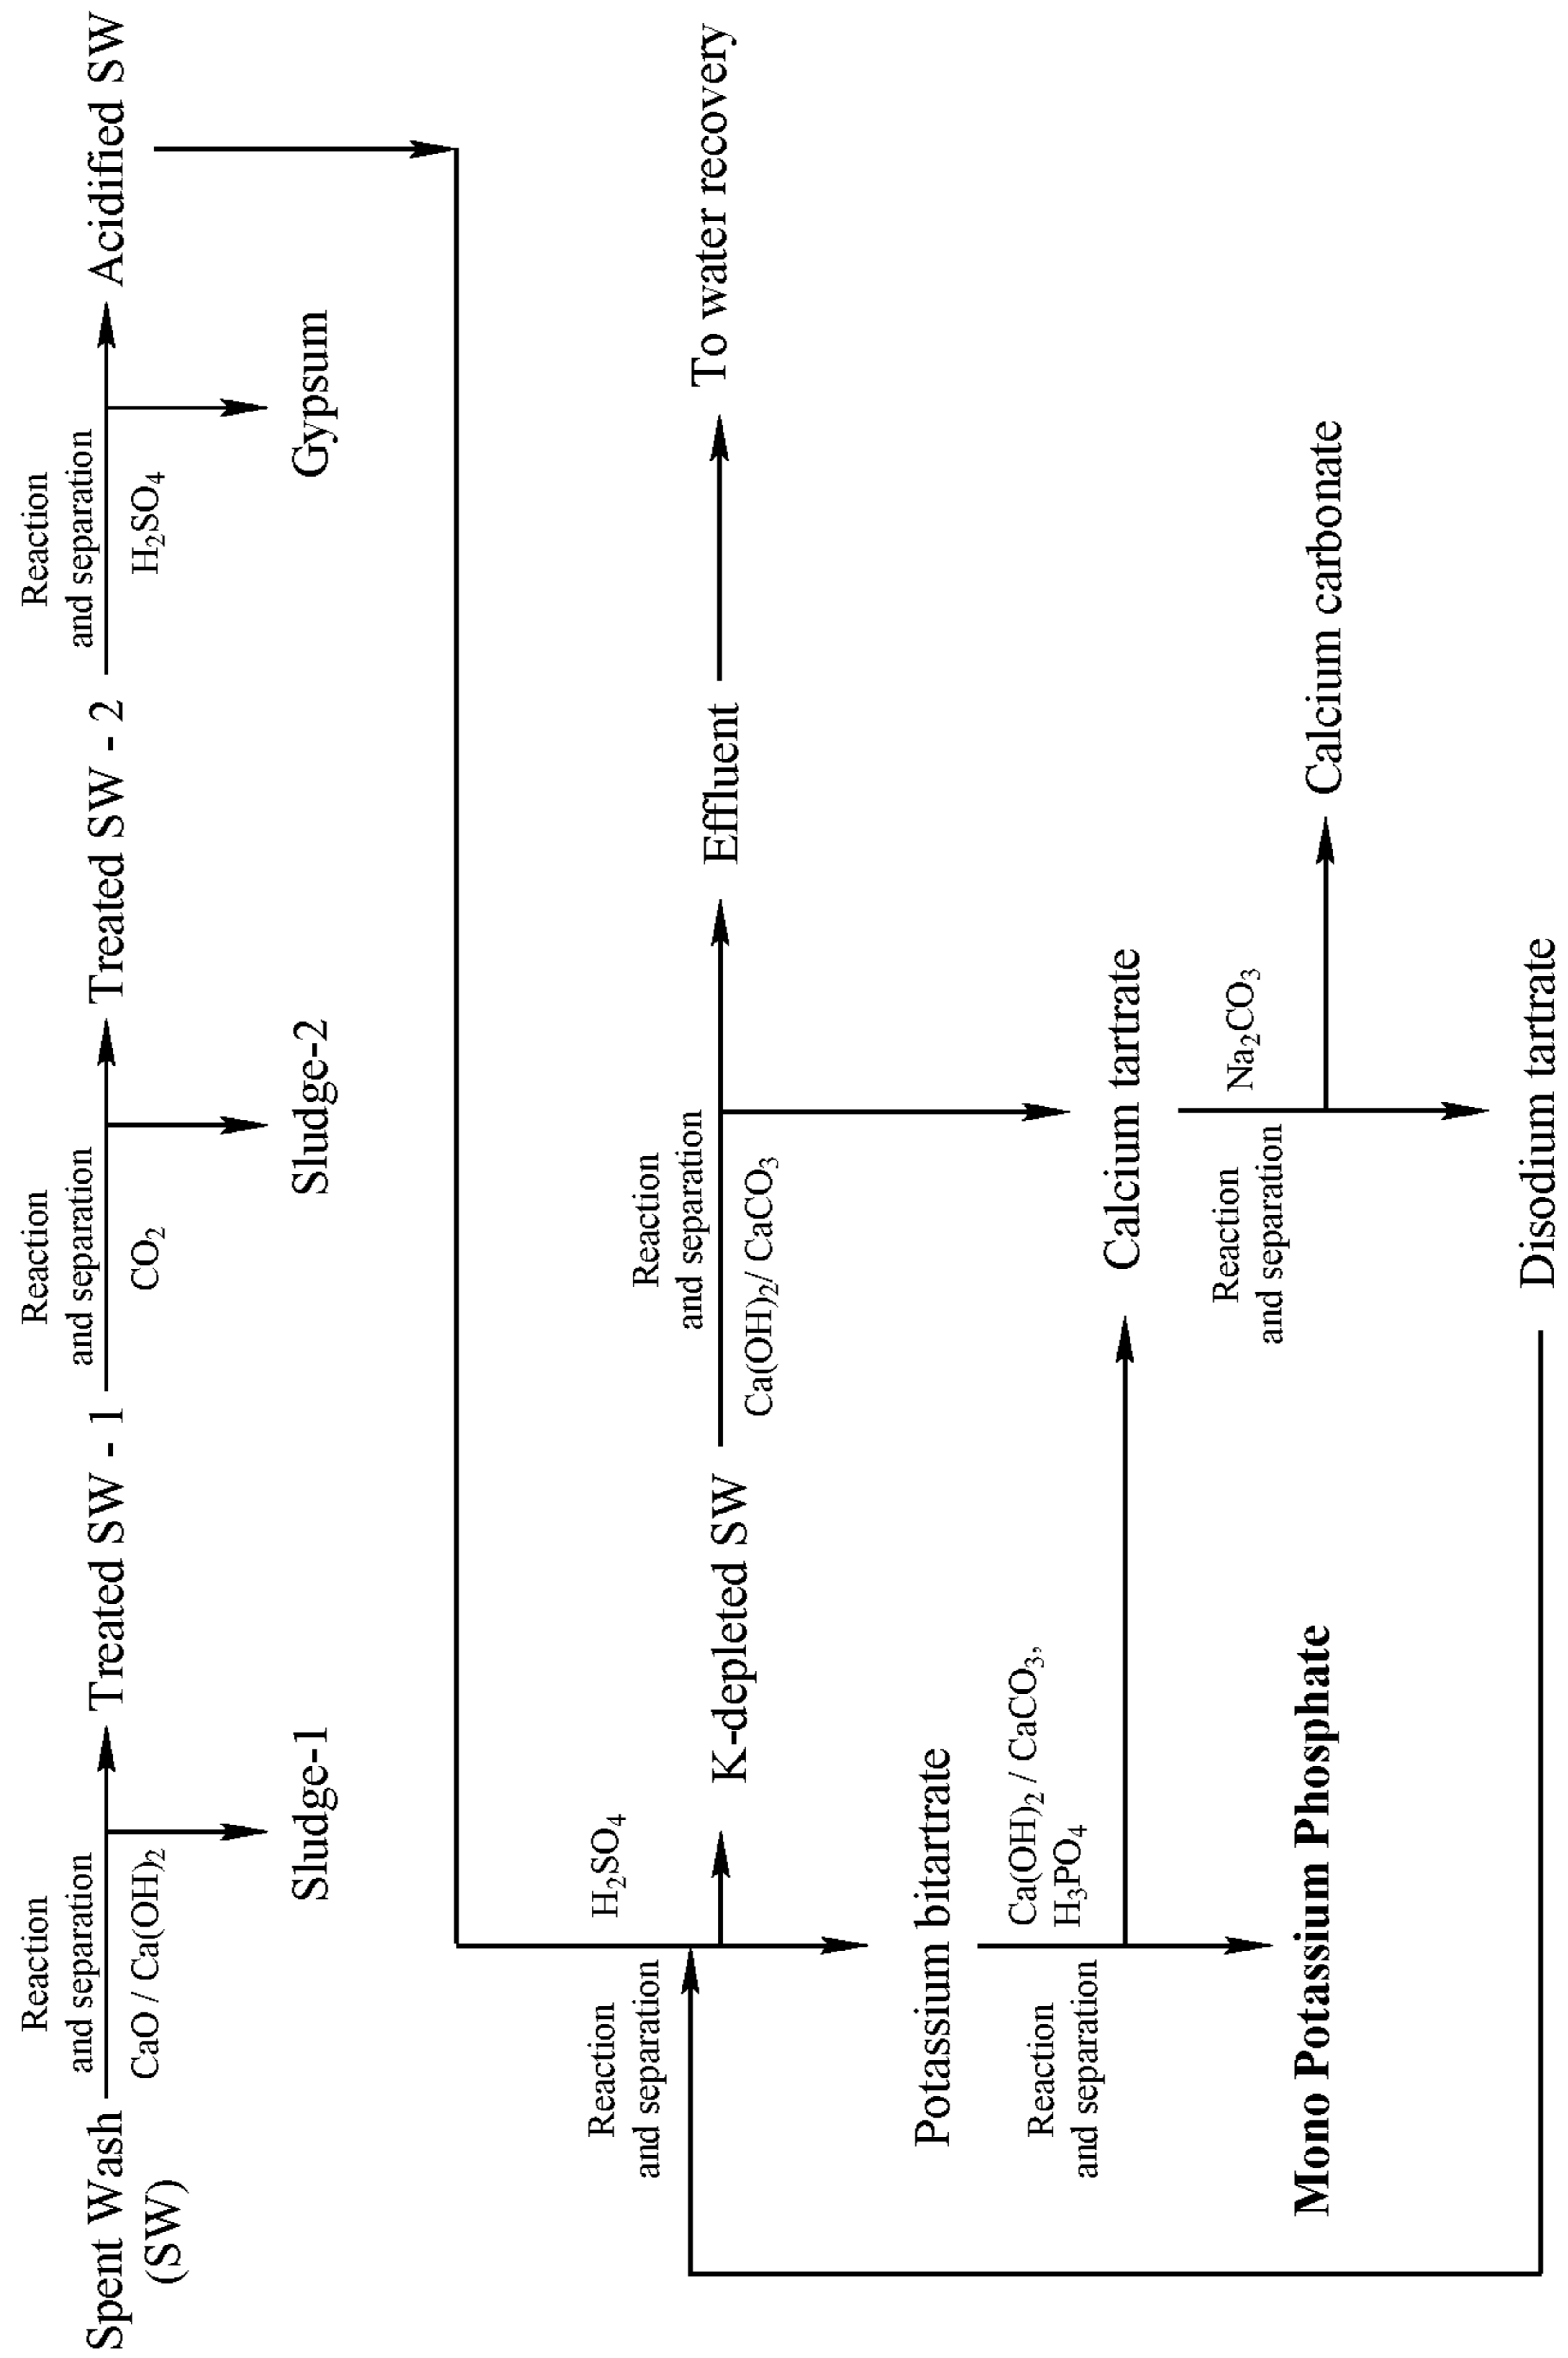 Reaction
and separation
Spent Wash
(SW)
CaO / Ca(OH)2
Sludge-1
Treated SW - 1
Reaction
and separation
CO2
Sludge-2
Treated SW - 2
Reaction
and separation
H2SO4
Gypsum
Acidified SW
Reaction
and separation
H2SO4
K-depleted SW
Reaction
and separation
Ca(OH)2/ CaCO3
Effluent
To water recovery
Potassium bitartrate
Reaction
and separation
Ca(OH)2 / CaCO3,
H3PO4
Mono Potassium Phosphate
Calcium tartrate
Reaction
and separation
Na2CO3
Calcium carbonate
Disodium tartrate